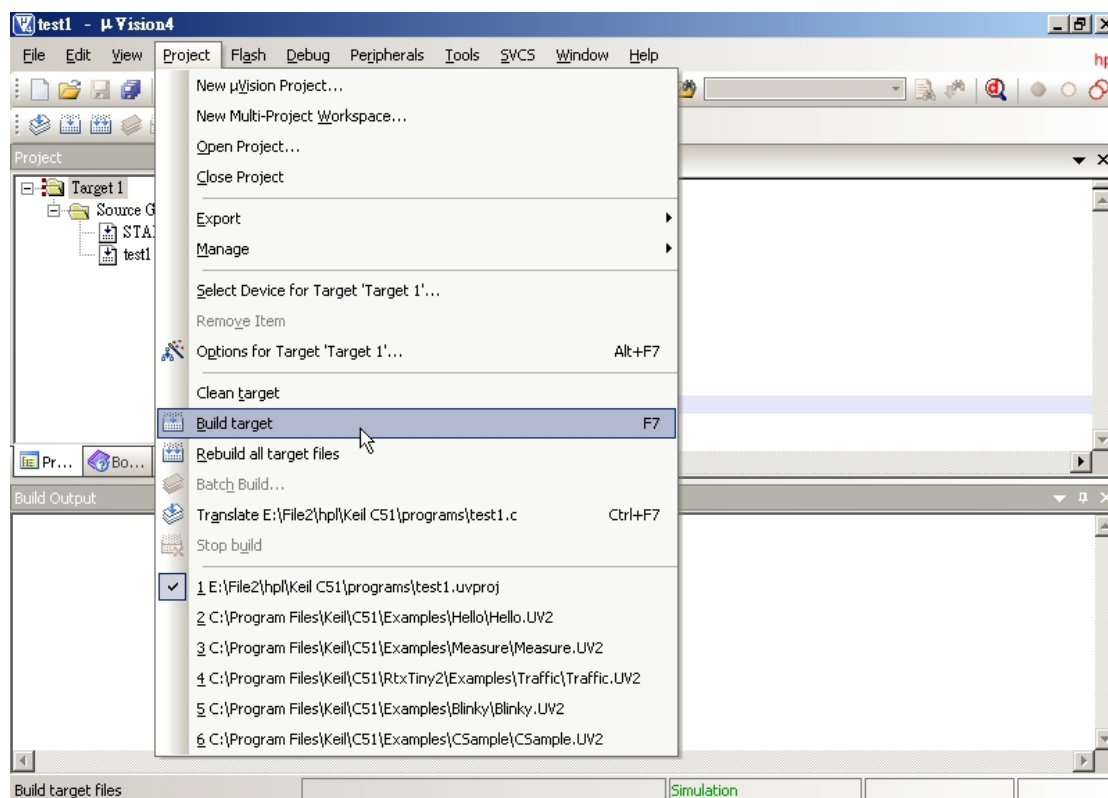 test1 - µVision4
File Edit View Project Flash Debug Peripherals Tools SVCS Window Help
Project
Target 1
Source G
STA
test1
Pr... Bo...
New µVision Project...
New Multi-Project Workspace...
Open Project...
Close Project
Export
Manage
Select Device for Target 'Target 1'...
Remove Item
Options for Target 'Target 1'... Alt+F7
Clean target
Build target F7
Rebuild all target files
Batch Build...
Translate E:\File2\hpl\Keil C51\programs\test1.c Ctrl+F7
Stop build
1 E:\File2\hpl\Keil C51\programs\test1.uvproj
2 C:\Program Files\Keil\C51\Examples\Hello\Hello.UV2
3 C:\Program Files\Keil\C51\Examples\Measure\Measure.UV2
4 C:\Program Files\Keil\C51\RtxTiny2\Examples\Traffic\Traffic.UV2
5 C:\Program Files\Keil\C51\Examples\Blinky\Blinky.UV2
6 C:\Program Files\Keil\C51\Examples\CSample\CSample.UV2
Build Output
Build target files Simulation